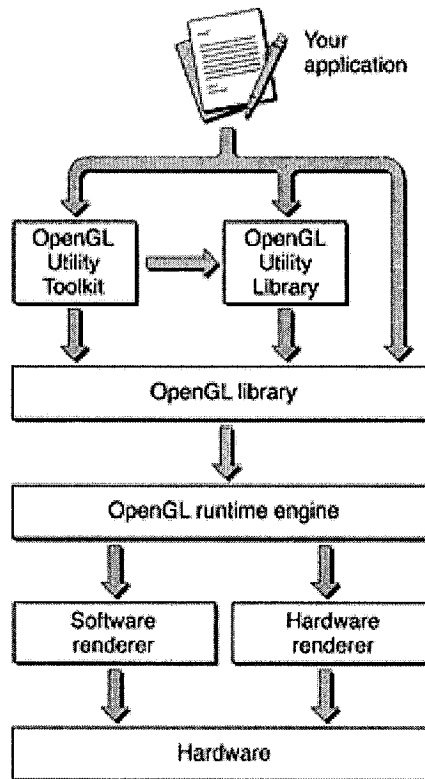 Your
application
OpenGL
Utility
Toolkit
OpenGL
Utility
Library
OpenGL library
OpenGL runtime engine
Software
renderer
Hardware
renderer
Hardware